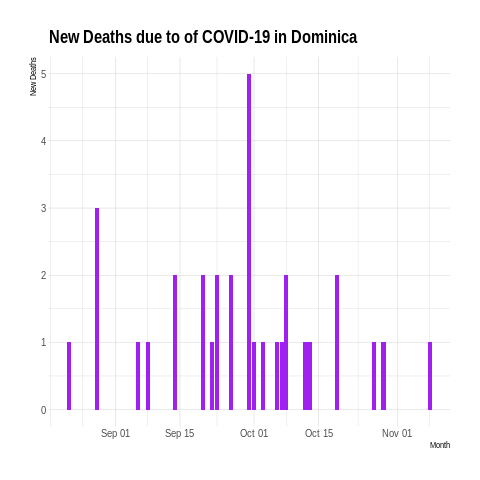 New Deaths due to of COVID-19 in Dominica
New Deaths
5
4
3
2
1
0
Sep 01 Sep 15 Oct 01 Oct 15 Nov 01
Month